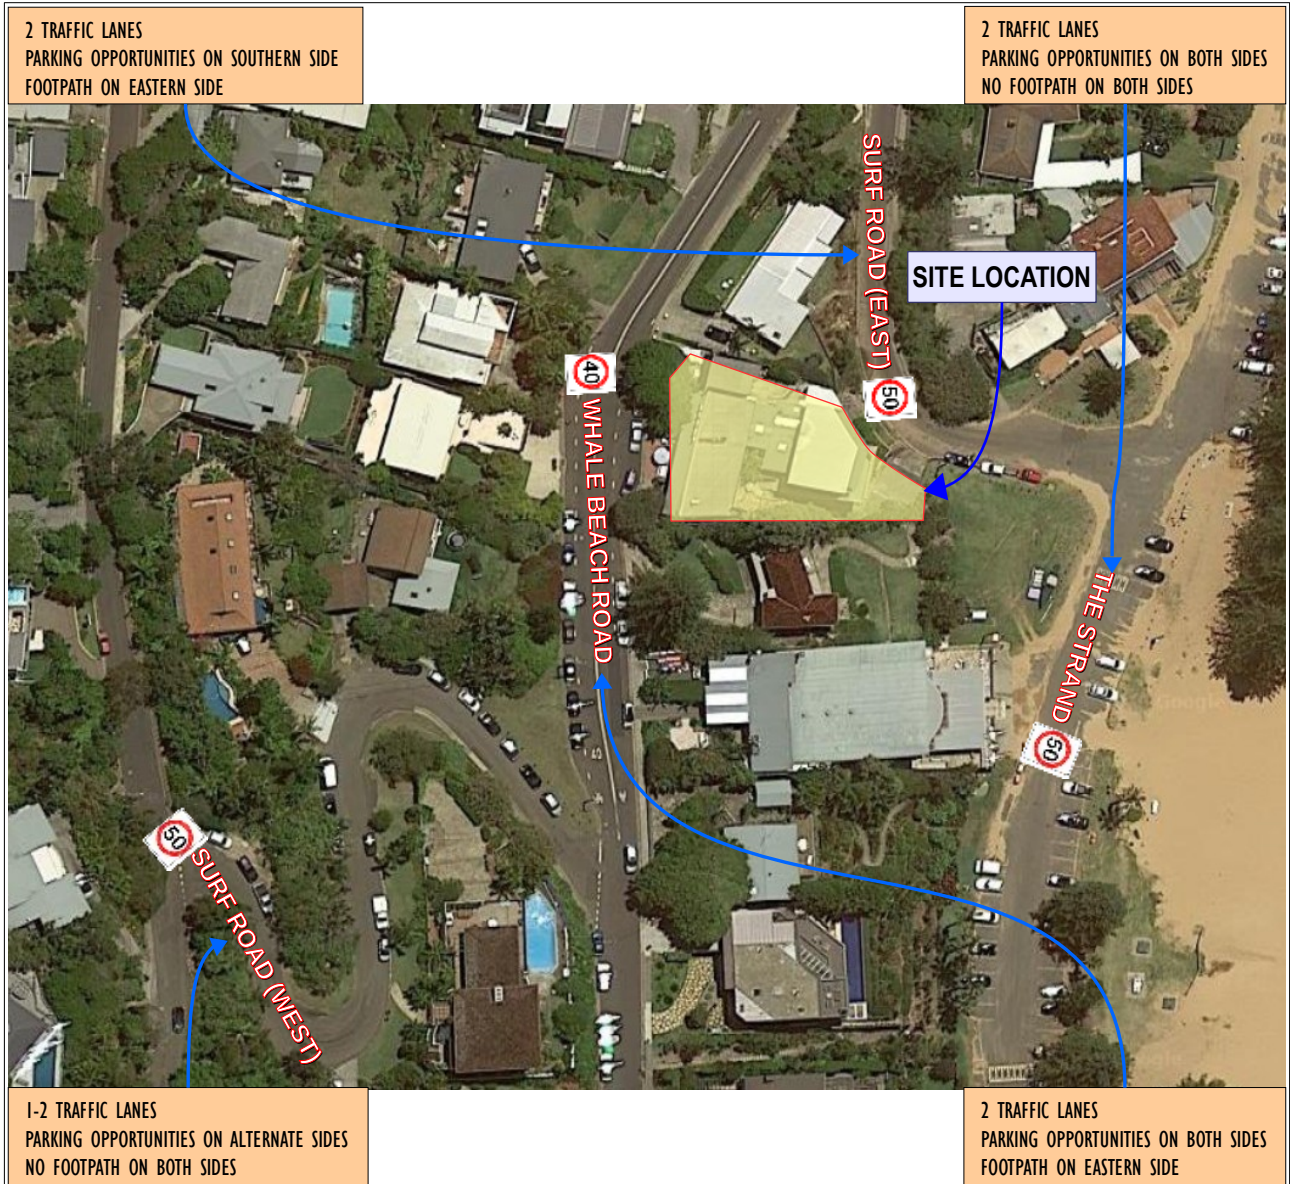 2 TRAFFIC LANES
PARKING OPPORTUNITIES ON SOUTHERN SIDE
FOOTPATH ON EASTERN SIDE
2 TRAFFIC LANES
PARKING OPPORTUNITIES ON BOTH SIDES
NO FOOTPATH ON BOTH SIDES
SURF ROAD (EAST)
SITE LOCATION
40
50
WHALE BEACH ROAD
THE STRAND
Google
50
50
SURF ROAD (WEST)
1-2 TRAFFIC LANES
PARKING OPPORTUNITIES ON ALTERNATE SIDES
NO FOOTPATH ON BOTH SIDES
2 TRAFFIC LANES
PARKING OPPORTUNITIES ON BOTH SIDES
FOOTPATH ON EASTERN SIDE